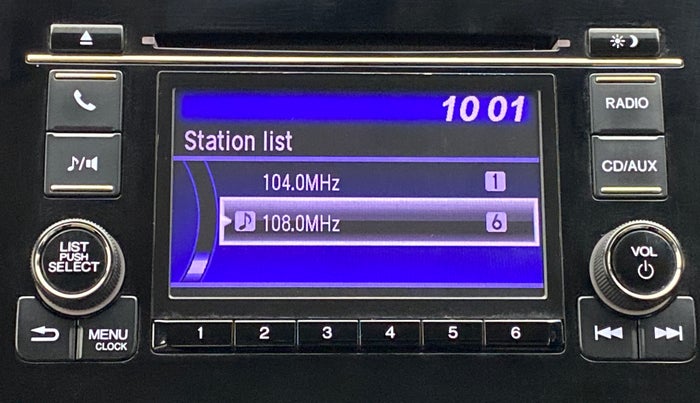 10 01
RADIO
Station list
104.0MHz 1
CD/AUX
108.0MHz 6
LIST
PUSH
SELECT
VOL
MENU
CLOCK
1 2 3 4 5 6